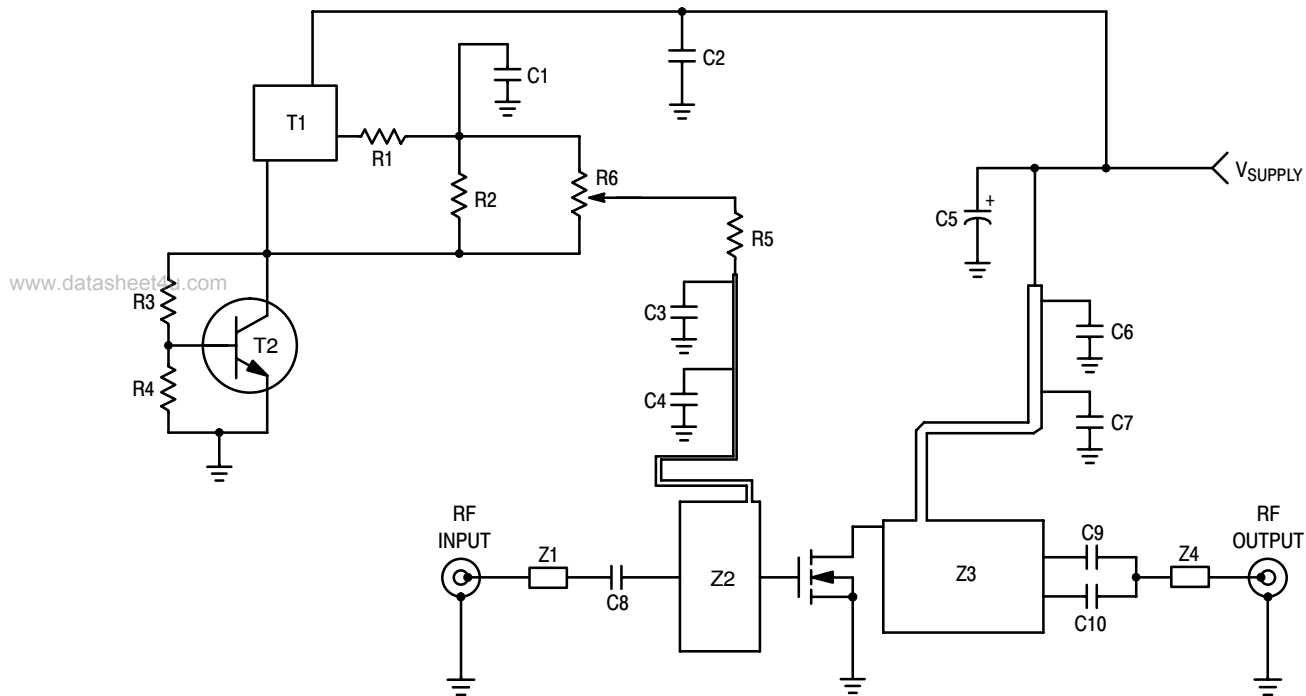 C2
C1
T1
R1
R6
R2
VSUPPLY
C5
+
R5
www.datasheet4u.com
R3
C3
T2
C6
R4
C4
C7
RF
INPUT
RF
OUTPUT
Z1
C9
Z4
Z2
Z3
C8
C10